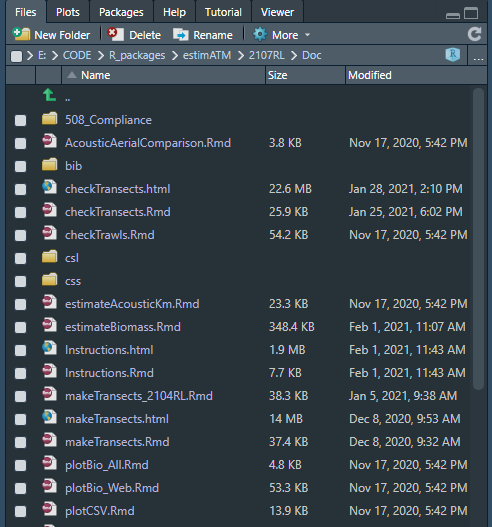 Files Plots Packages Help Tutorial Viewer
New Folder Delete Rename More
E: > CODE > R_packages > estimATM > 2107RL > Doc R ...
Name Size Modified
..
508_Compliance
AcousticAerialComparison.Rmd 3.8 KB Nov 17, 2020, 5:42 PM
bib
checkTransects.html 22.6 MB Jan 28, 2021, 2:10 PM
checkTransects.Rmd 25.9 KB Jan 25, 2021, 6:02 PM
checkTrawls.Rmd 54.2 KB Nov 17, 2020, 5:42 PM
csl
css
estimateAcousticKm.Rmd 23.3 KB Nov 17, 2020, 5:42 PM
estimateBiomass.Rmd 348.4 KB Feb 1, 2021, 11:07 AM
Instructions.html 1.9 MB Feb 1, 2021, 11:43 AM
Instructions.Rmd 7.7 KB Feb 1, 2021, 11:43 AM
makeTransects_2104RL.Rmd 38.3 KB Jan 5, 2021, 9:38 AM
makeTransects.html 14 MB Dec 8, 2020, 9:53 AM
makeTransects.Rmd 37.4 KB Dec 8, 2020, 9:32 AM
plotBio_All.Rmd 4.8 KB Nov 17, 2020, 5:42 PM
plotBio_Web.Rmd 53.3 KB Nov 17, 2020, 5:42 PM
plotCSV.Rmd 13.9 KB Nov 17, 2020, 5:42 PM